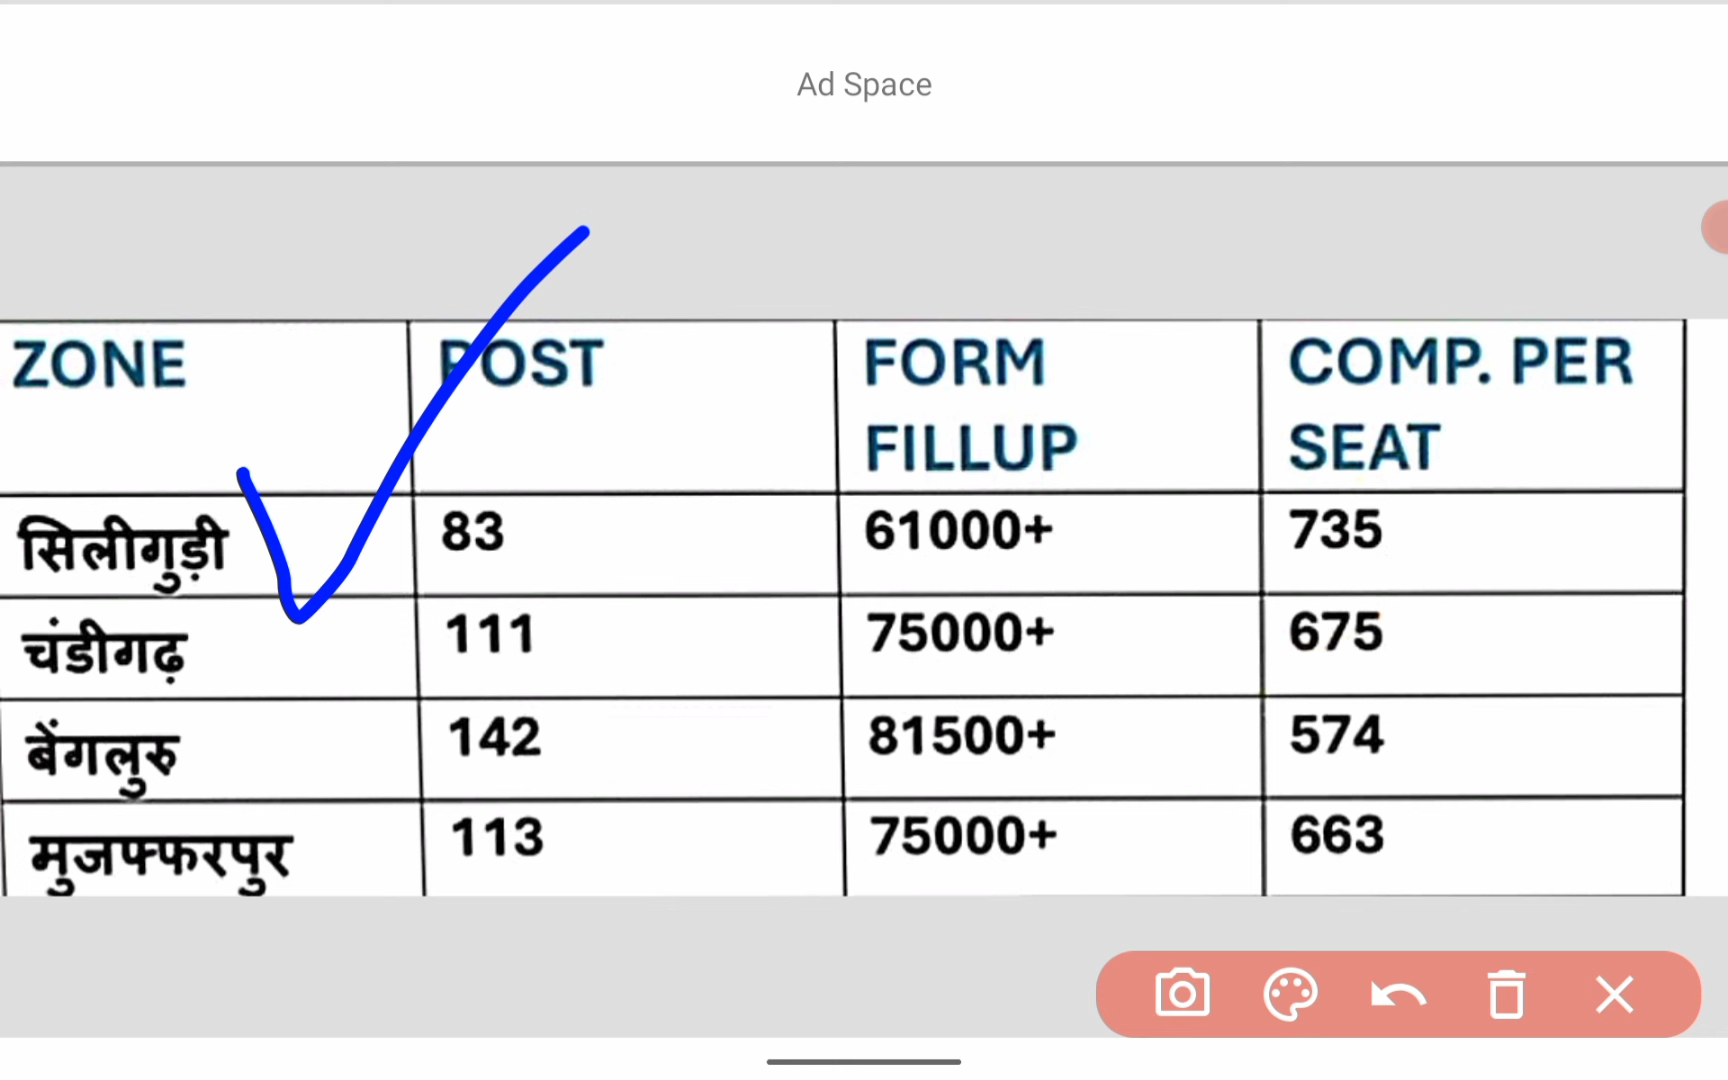 Ad Space
ZONE POST FORM FILLUP COMP. PER SEAT
सिलीगुड़ी 83 61000+ 735
चंडीगढ़ 111 75000+ 675
बेंगलुरु 142 81500+ 574
मुजफ्फरपुर 113 75000+ 663